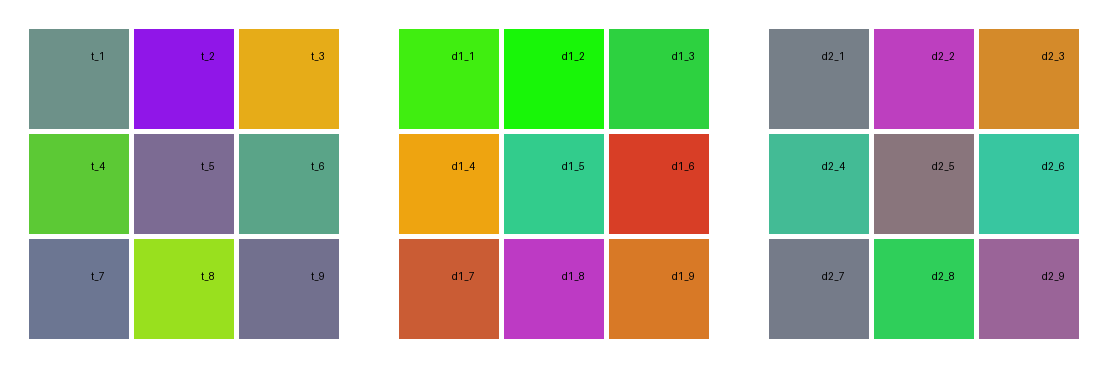 t_1 t_2 t_3 d1_1 d1_2 d1_3 d2_1 d2_2 d2_3
t_4 t_5 t_6 d1_4 d1_5 d1_6 d2_4 d2_5 d2_6
t_7 t_8 t_9 d1_7 d1_8 d1_9 d2_7 d2_8 d2_9